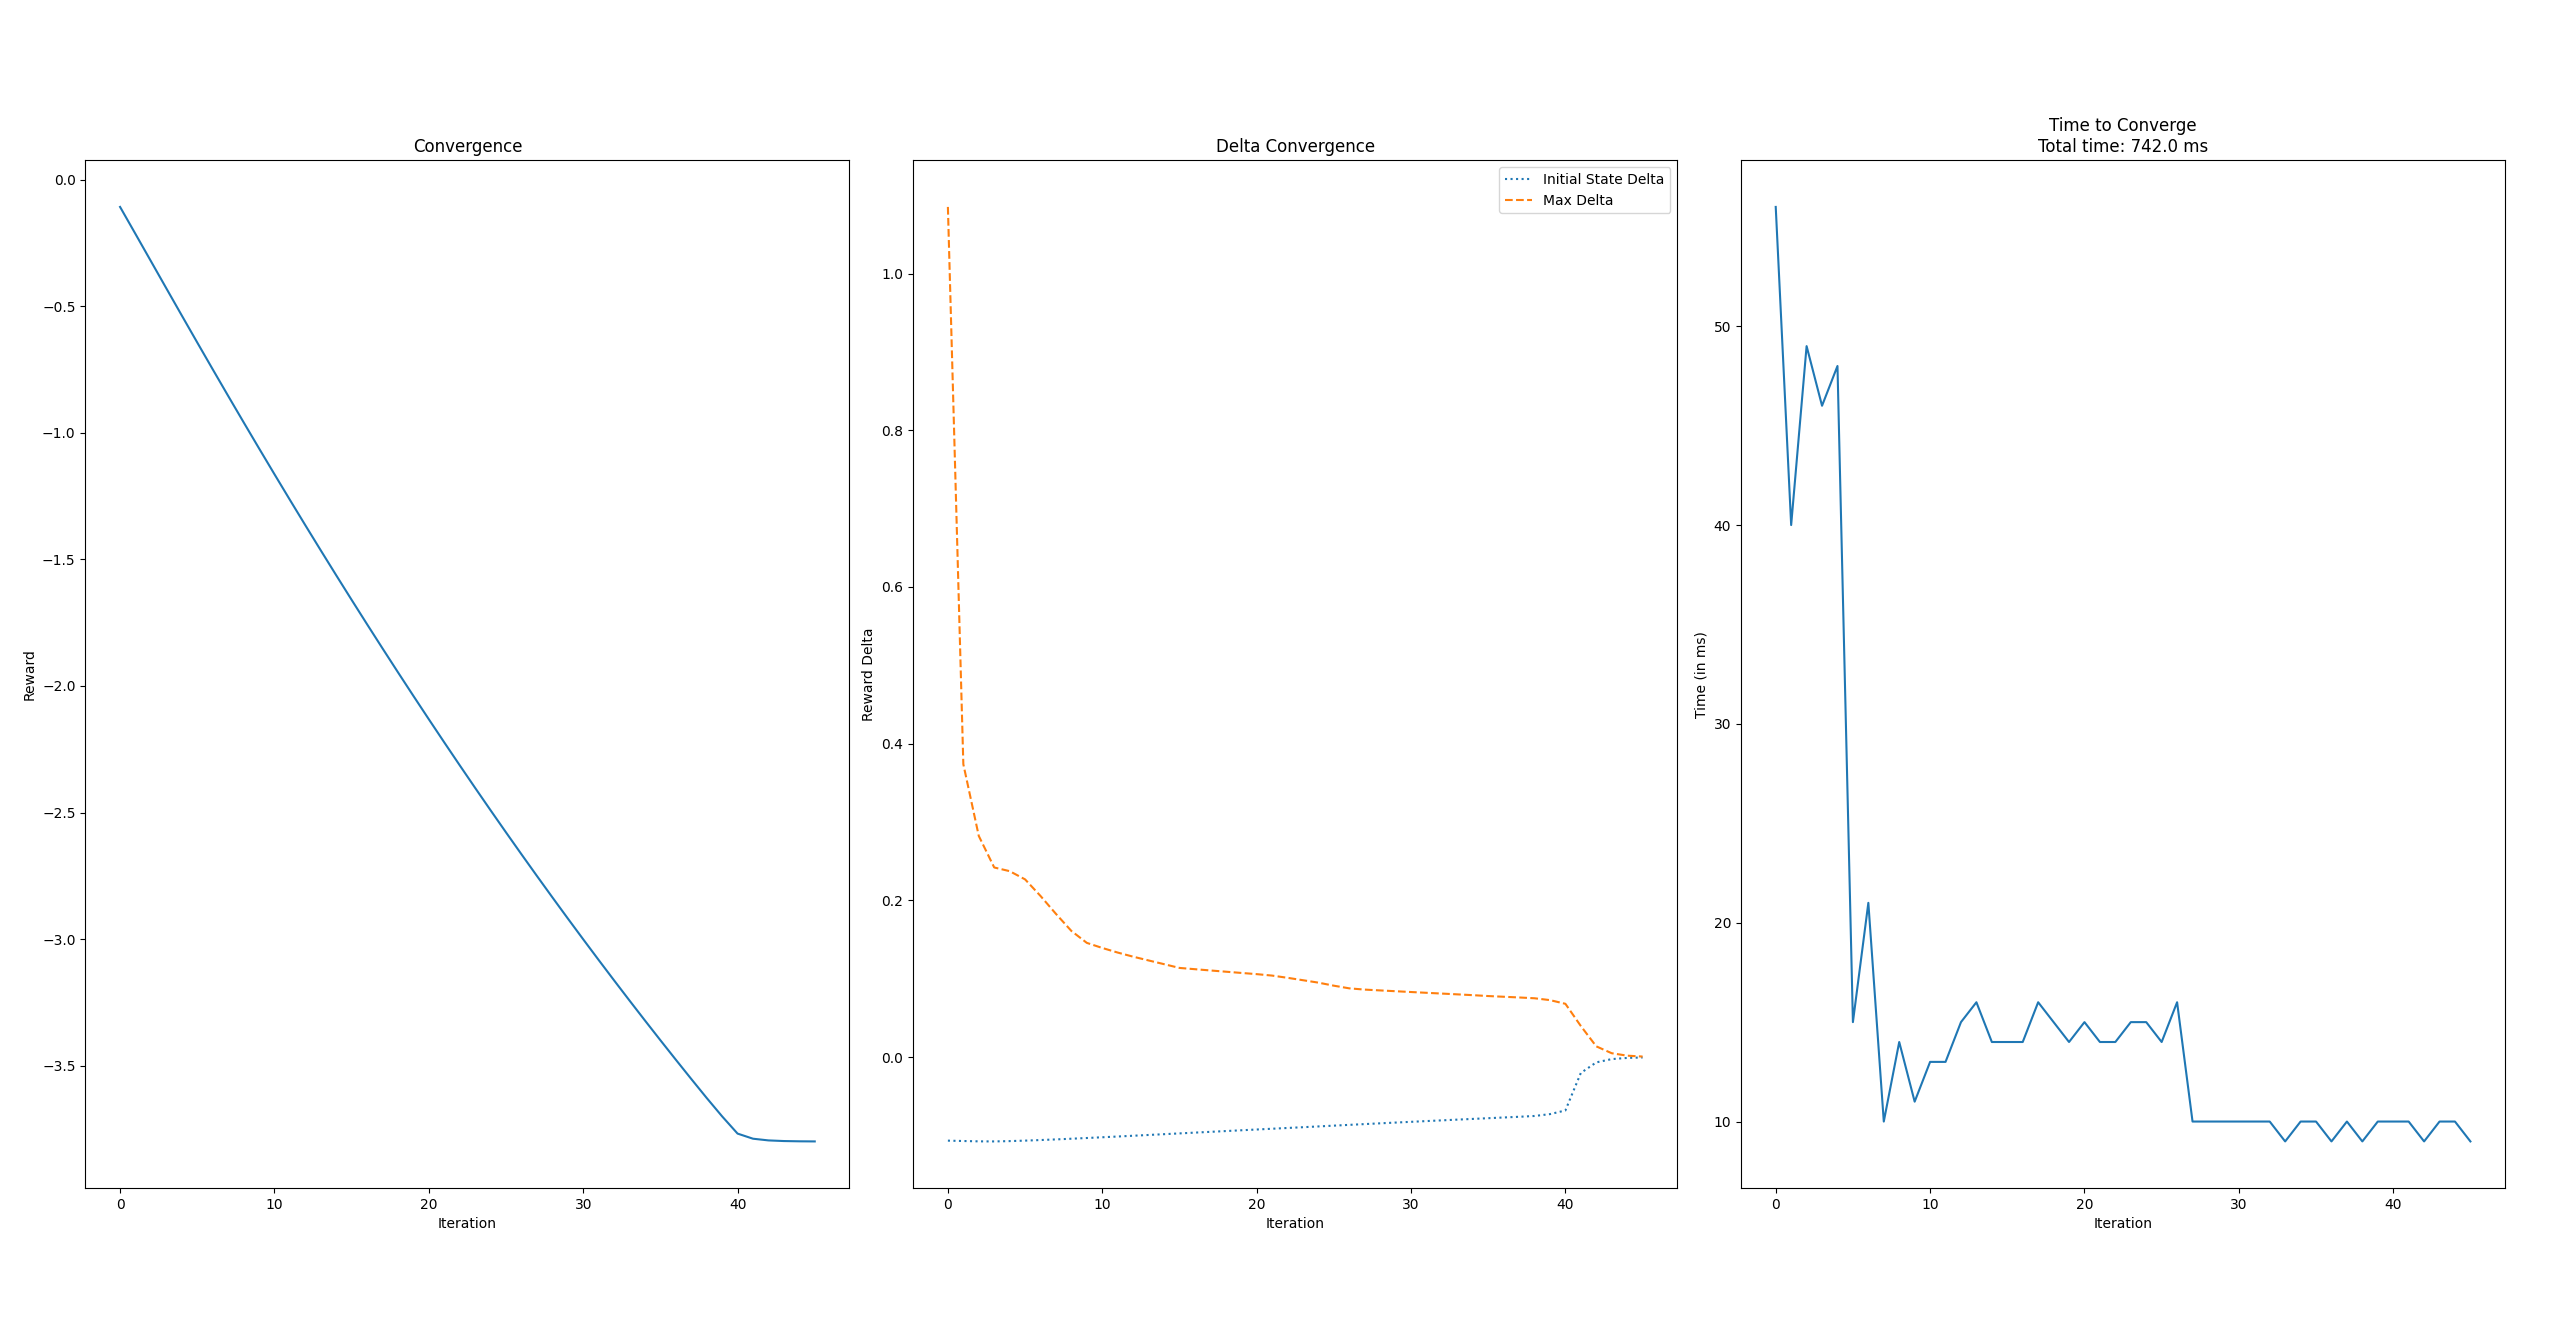 Convergence
0.0
−0.5
−1.0
−1.5
−2.0
−2.5
−3.0
−3.5
Reward
0 10 20 30 40
Iteration
Delta Convergence
Initial State Delta
Max Delta
1.0
0.8
0.6
0.4
0.2
0.0
Reward Delta
0 10 20 30 40
Iteration
Time to Converge
Total time: 742.0 ms
50
40
30
20
10
Time (in ms)
0 10 20 30 40
Iteration